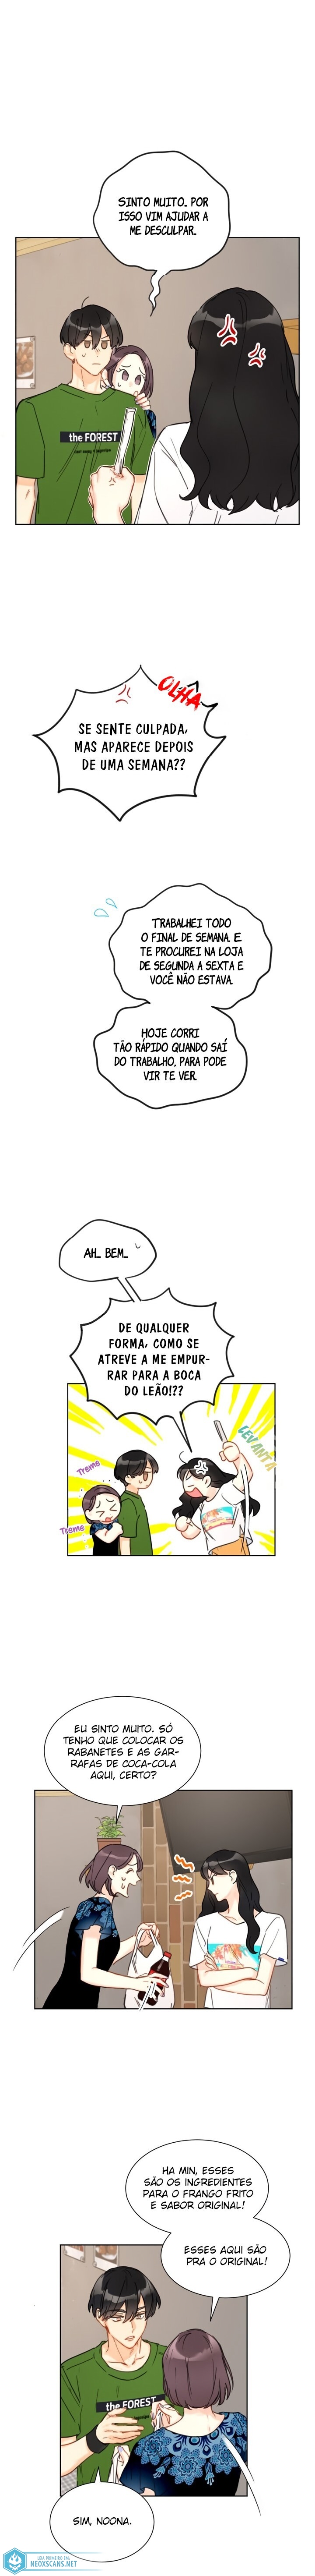 SINTO MUITO... POR
ISSO VIM AJUDAR A
ME DESCULPAR...
the FOREST
OLHA
SE SENTE CULPADA,
MAS APARECE DEPOIS
DE UMA SEMANA??
TRABALHEI TODO
O FINAL DE SEMANA. E
TE PROCUREI NA LOJA
DE SEGUNDA A SEXTA E
VOCÊ NÃO ESTAVA.
HOJE CORRI
TÃO RÁPIDO QUANDO SAÍ
DO TRABALHO, PARA PODE
VIR TE VER.
AH... BEM...
DE QUALQUER
FORMA, COMO SE
ATREVE A ME EMPUR-
RAR PARA A BOCA
DO LEÃO!??
LEVANTA
Treme
Treme
EU SINTO MUITO. SÓ
TENHO QUE COLOCAR OS
RABANETES E AS GAR-
RAFAS DE COCA-COLA
AQUI, CERTO?
HA MIN, ESSES
SÃO OS INGREDIENTES
PARA O FRANGO FRITO
E SABOR ORIGINAL!
ESSES AQUI SÃO
PRA O ORIGINAL!
the FOREST
SIM, NOONA.
LEIA PRIMEIRO EM
NEOXSCANS.NET